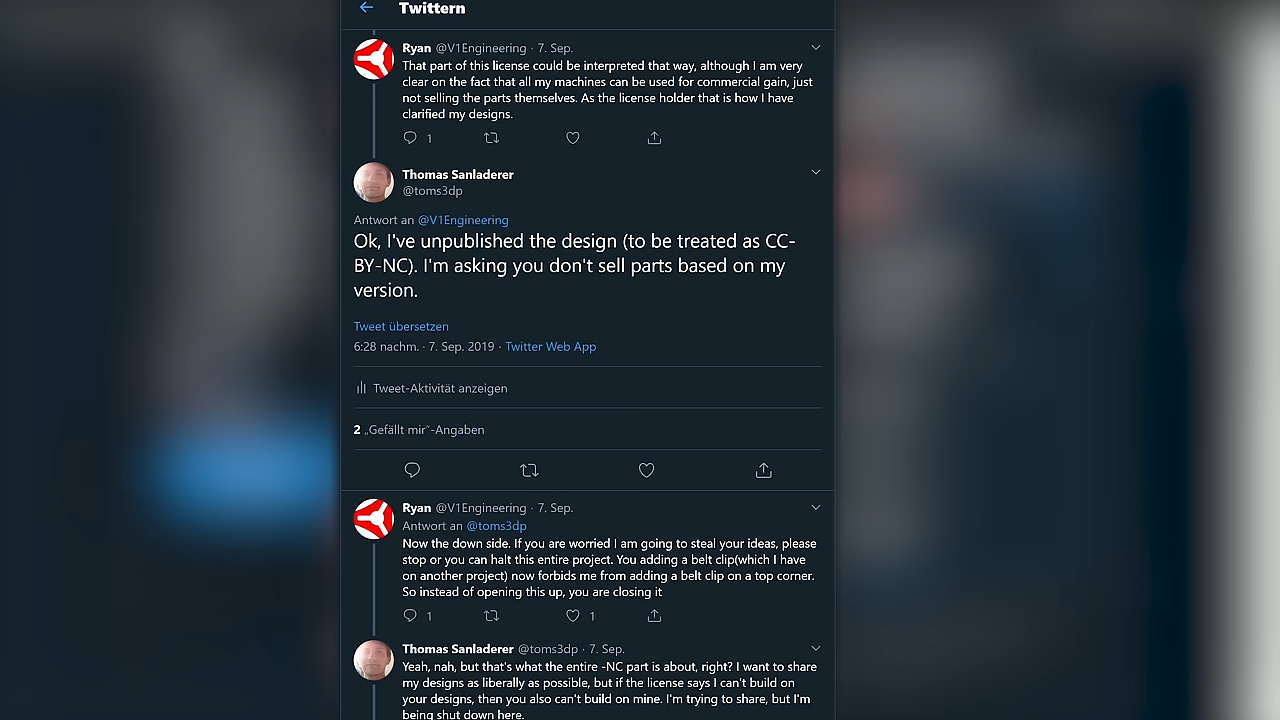 Twittern
Ryan @V1Engineering · 7. Sep.
That part of this license could be interpreted that way, although I am very
clear on the fact that all my machines can be used for commercial gain, just
not selling the parts themselves. As the license holder that is how I have
clarified my designs.
1
Thomas Sanladerer
@toms3dp
Antwort an @V1Engineering
Ok, I've unpublished the design (to be treated as CC-
BY-NC). I'm asking you don't sell parts based on my
version.
Tweet übersetzen
6:28 nachm. · 7. Sep. 2019 · Twitter Web App
Tweet-Aktivität anzeigen
2 „Gefällt mir“-Angaben
Ryan @V1Engineering · 7. Sep.
Antwort an @toms3dp
Now the down side. If you are worried I am going to steal your ideas, please
stop or you can halt this entire project. You adding a belt clip(which I have
on another project) now forbids me from adding a belt clip on a top corner.
So instead of opening this up, you are closing it
1 1
Thomas Sanladerer @toms3dp · 7. Sep.
Yeah, nah, but that's what the entire -NC part is about, right? I want to share
my designs as liberally as possible, but if the license says I can't build on
your designs, then you also can't build on mine. I'm trying to share, but I'm
being shut down here.